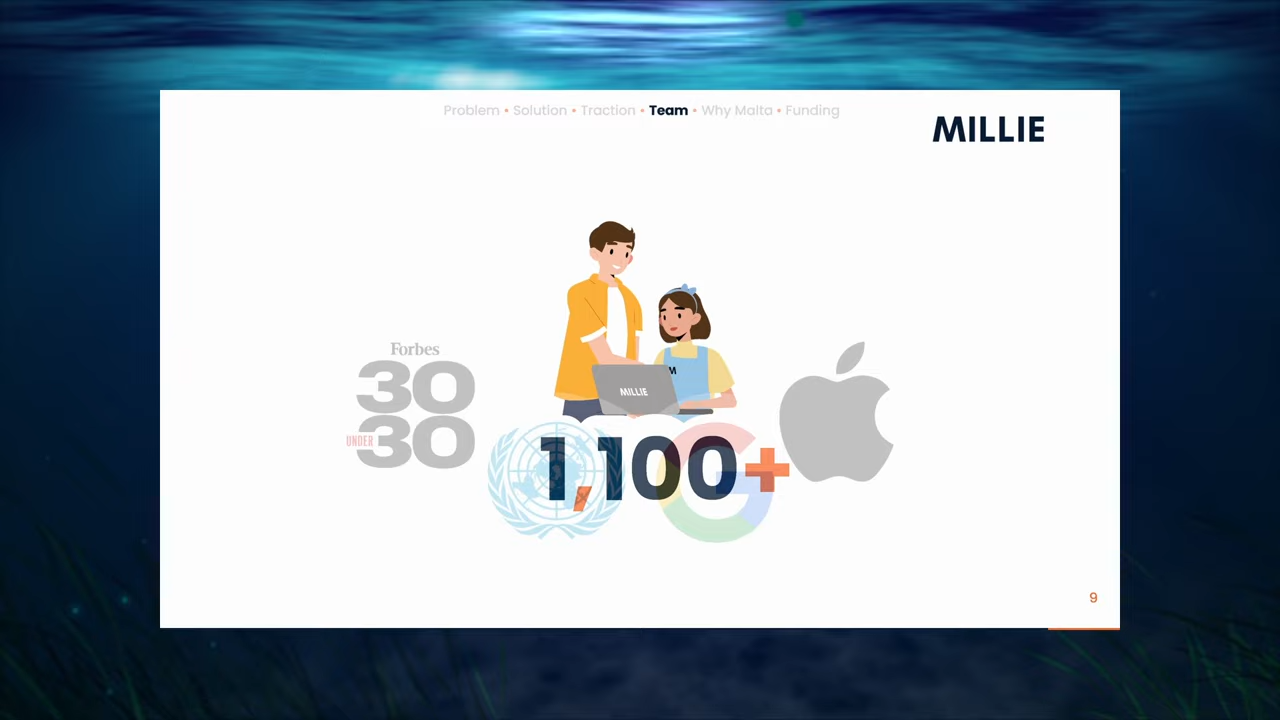 Problem • Solution • Traction • Team • Why Malta • Funding
MILLIE
Forbes
30
UNDER
30
M
MILLIE
1,100+
9